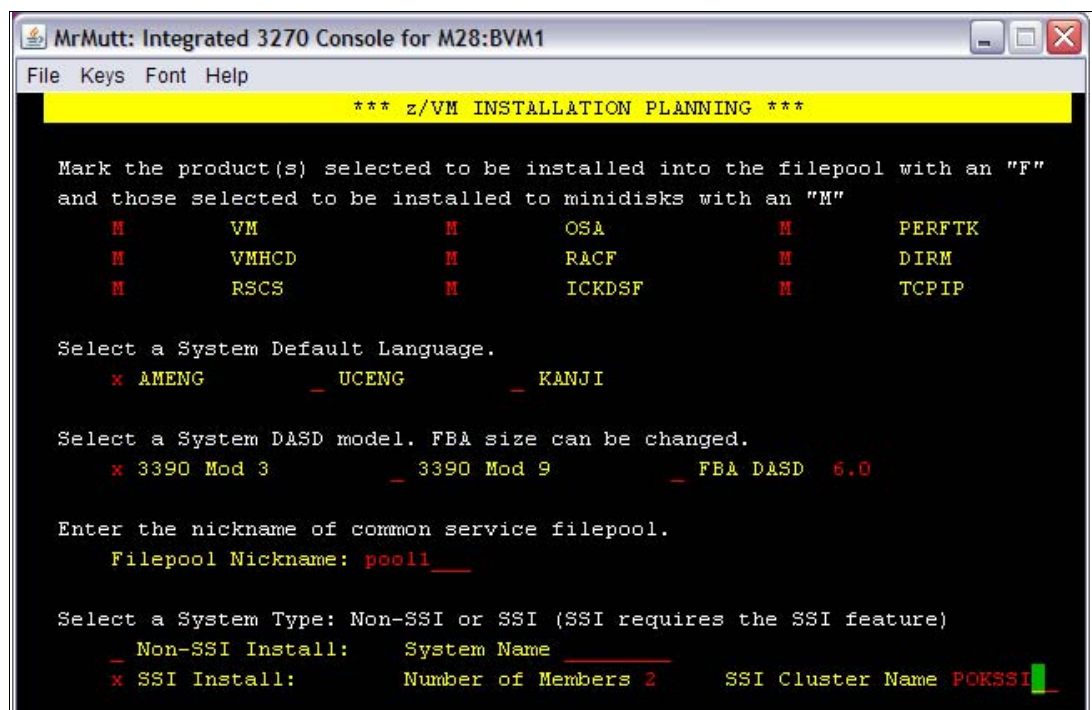 MrMutt: Integrated 3270 Console for M28:BVM1
File Keys Font Help
*** z/VM INSTALLATION PLANNING ***
Mark the product(s) selected to be installed into the filepool with an "F"
and those selected to be installed to minidisks with an "M"
M VM M OSA M PERFTK
M VMHCD M RACF M DIRM
M RSCS M ICKDSF M TCPIP
Select a System Default Language.
x AMENG _ UCENG _ KANJI
Select a System DASD model. FBA size can be changed.
x 3390 Mod 3 _ 3390 Mod 9 _ FBA DASD 6.0
Enter the nickname of common service filepool.
Filepool Nickname: pool1___
Select a System Type: Non-SSI or SSI (SSI requires the SSI feature)
_ Non-SSI Install: System Name ________
x SSI Install: Number of Members 2 SSI Cluster Name POKSSI__